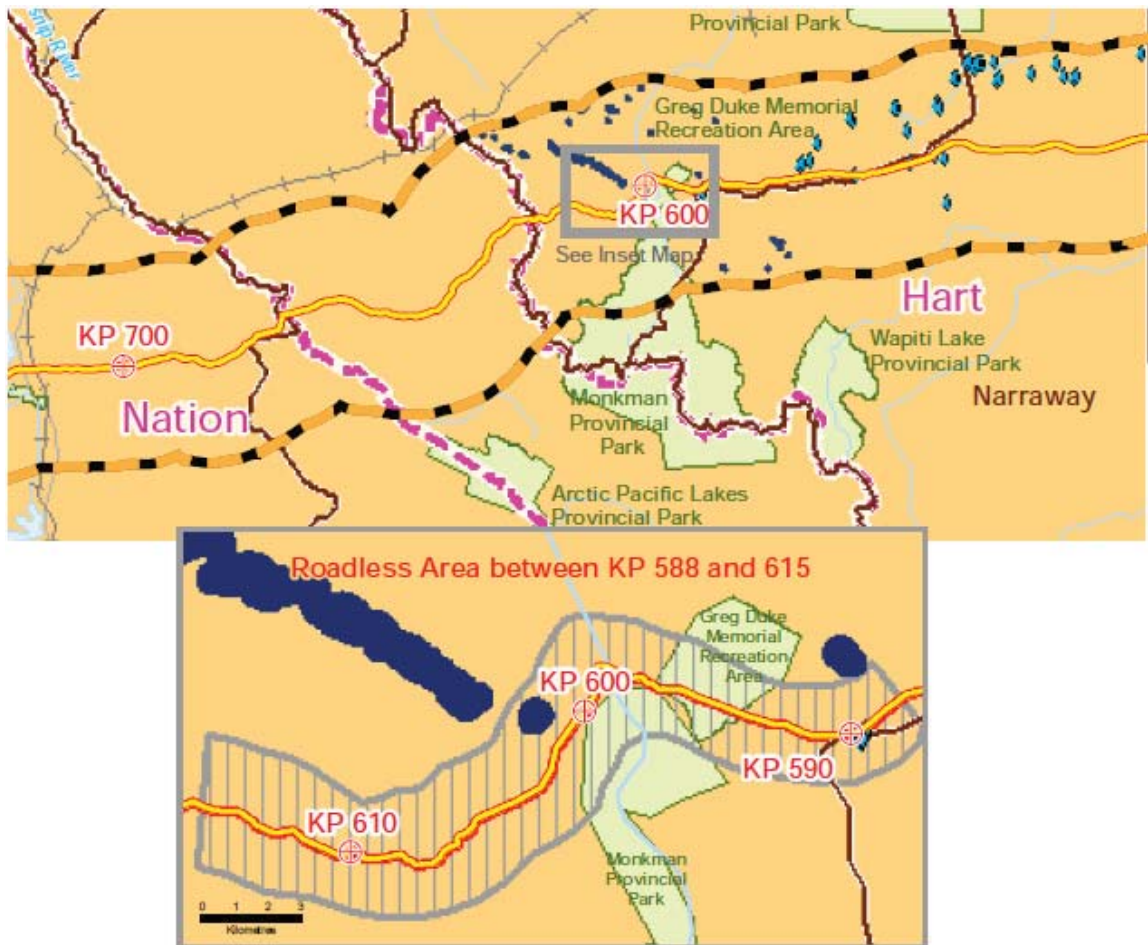 Provincial Park
River
Greg Duke Memorial
Recreation Area
KP 600
See Inset Map
Hart
KP 700
Wapiti Lake
Provincial Park
Nation
Narraway
Monkman
Provincial
Park
Arctic Pacific Lakes
Provincial Park
Roadless Area between KP 588 and 615
Greg Duke
Memorial
Recreation
Area
KP 600
KP 590
KP 610
Monkman
Provincial
Park
0 1 2 3
Kilometres